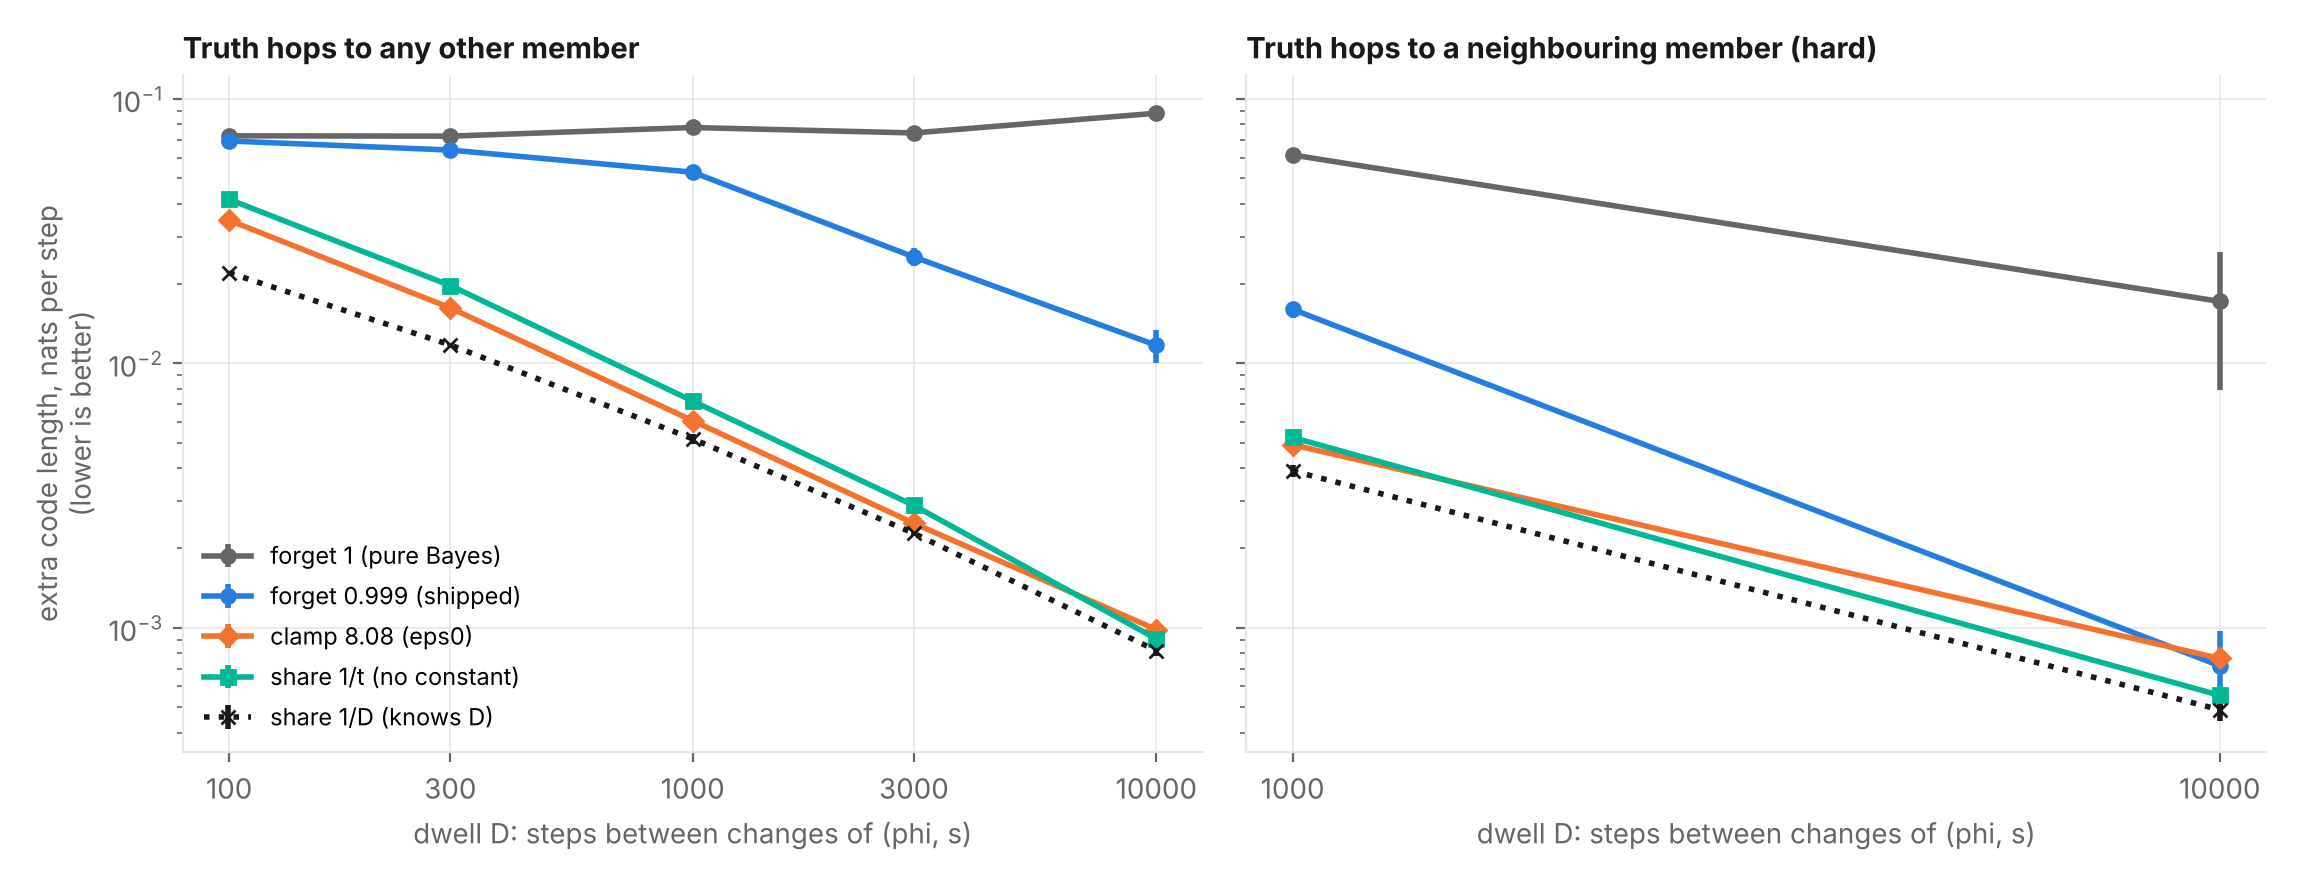 Truth hops to any other member
Truth hops to a neighbouring member (hard)
10⁻¹
10⁻²
10⁻³
extra code length, nats per step
(lower is better)
forget 1 (pure Bayes)
forget 0.999 (shipped)
clamp 8.08 (eps0)
share 1/t (no constant)
share 1/D (knows D)
100 300 1000 3000 10000
dwell D: steps between changes of (phi, s)
1000 10000
dwell D: steps between changes of (phi, s)